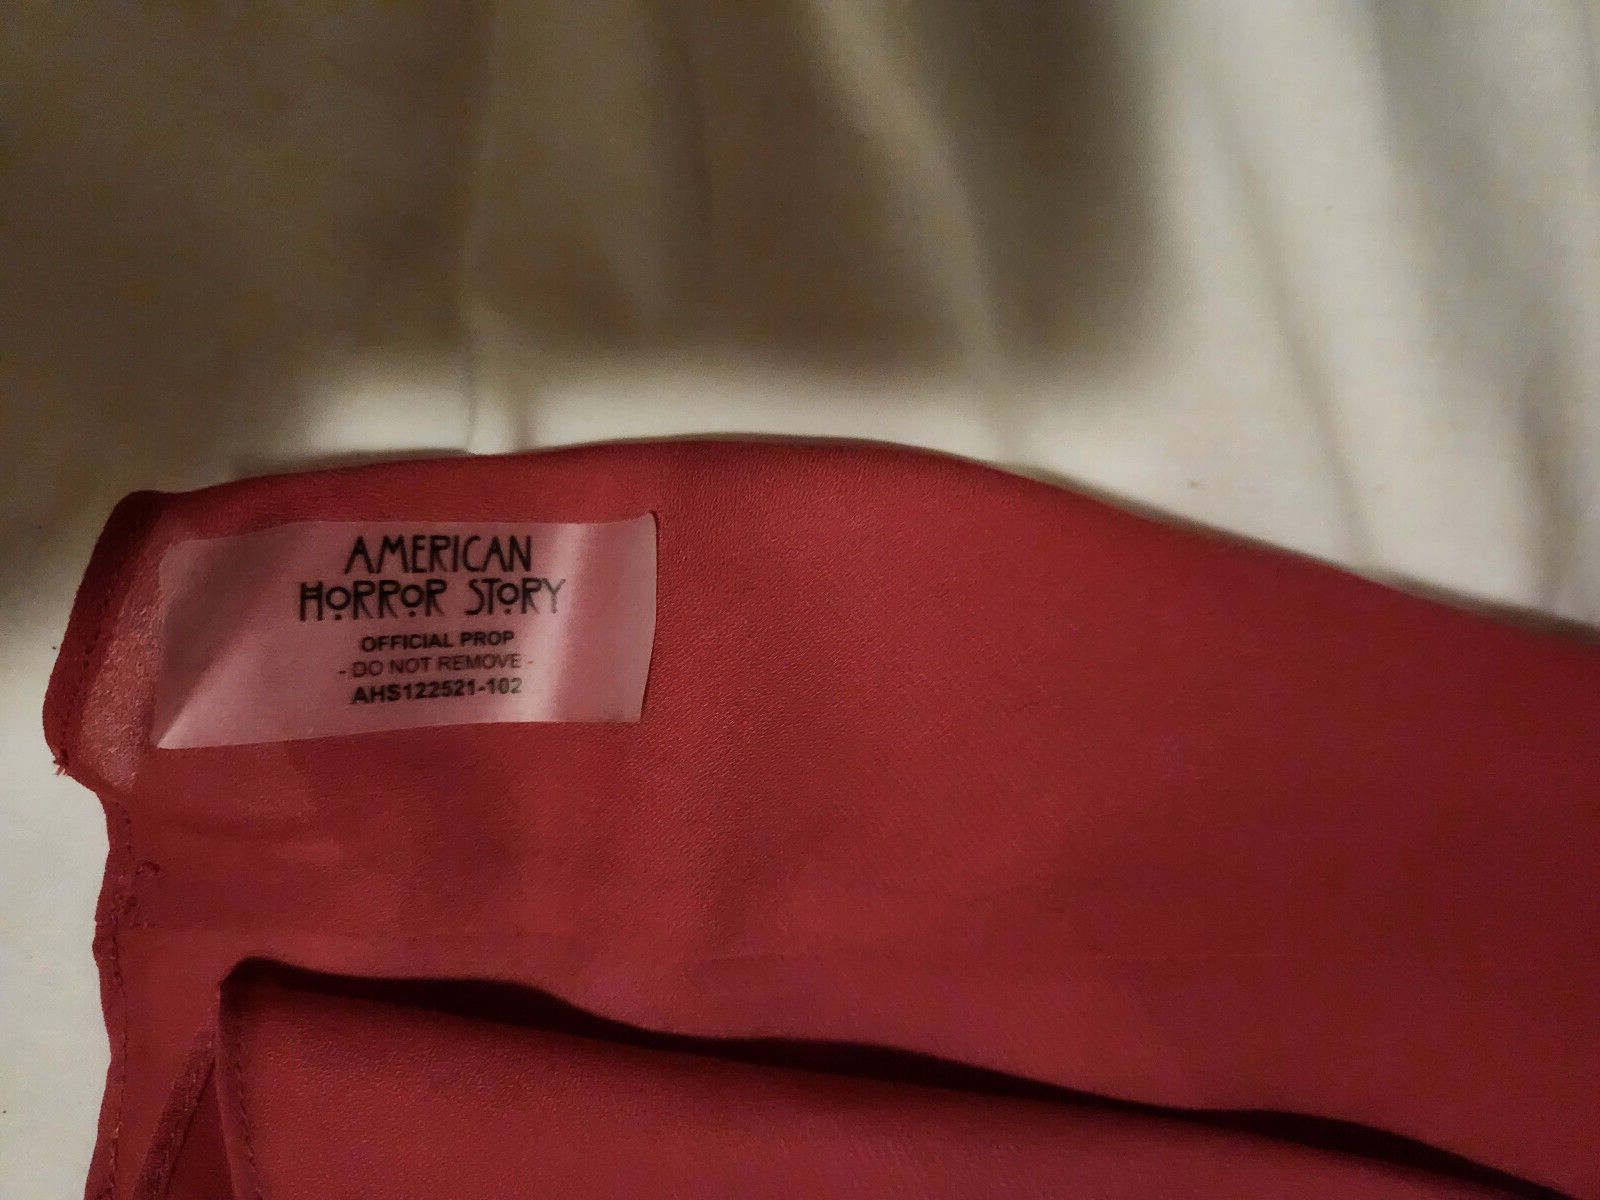 AMERICAN
HORROR STORY
OFFICIAL PROP
- DO NOT REMOVE -
AHS122521-102